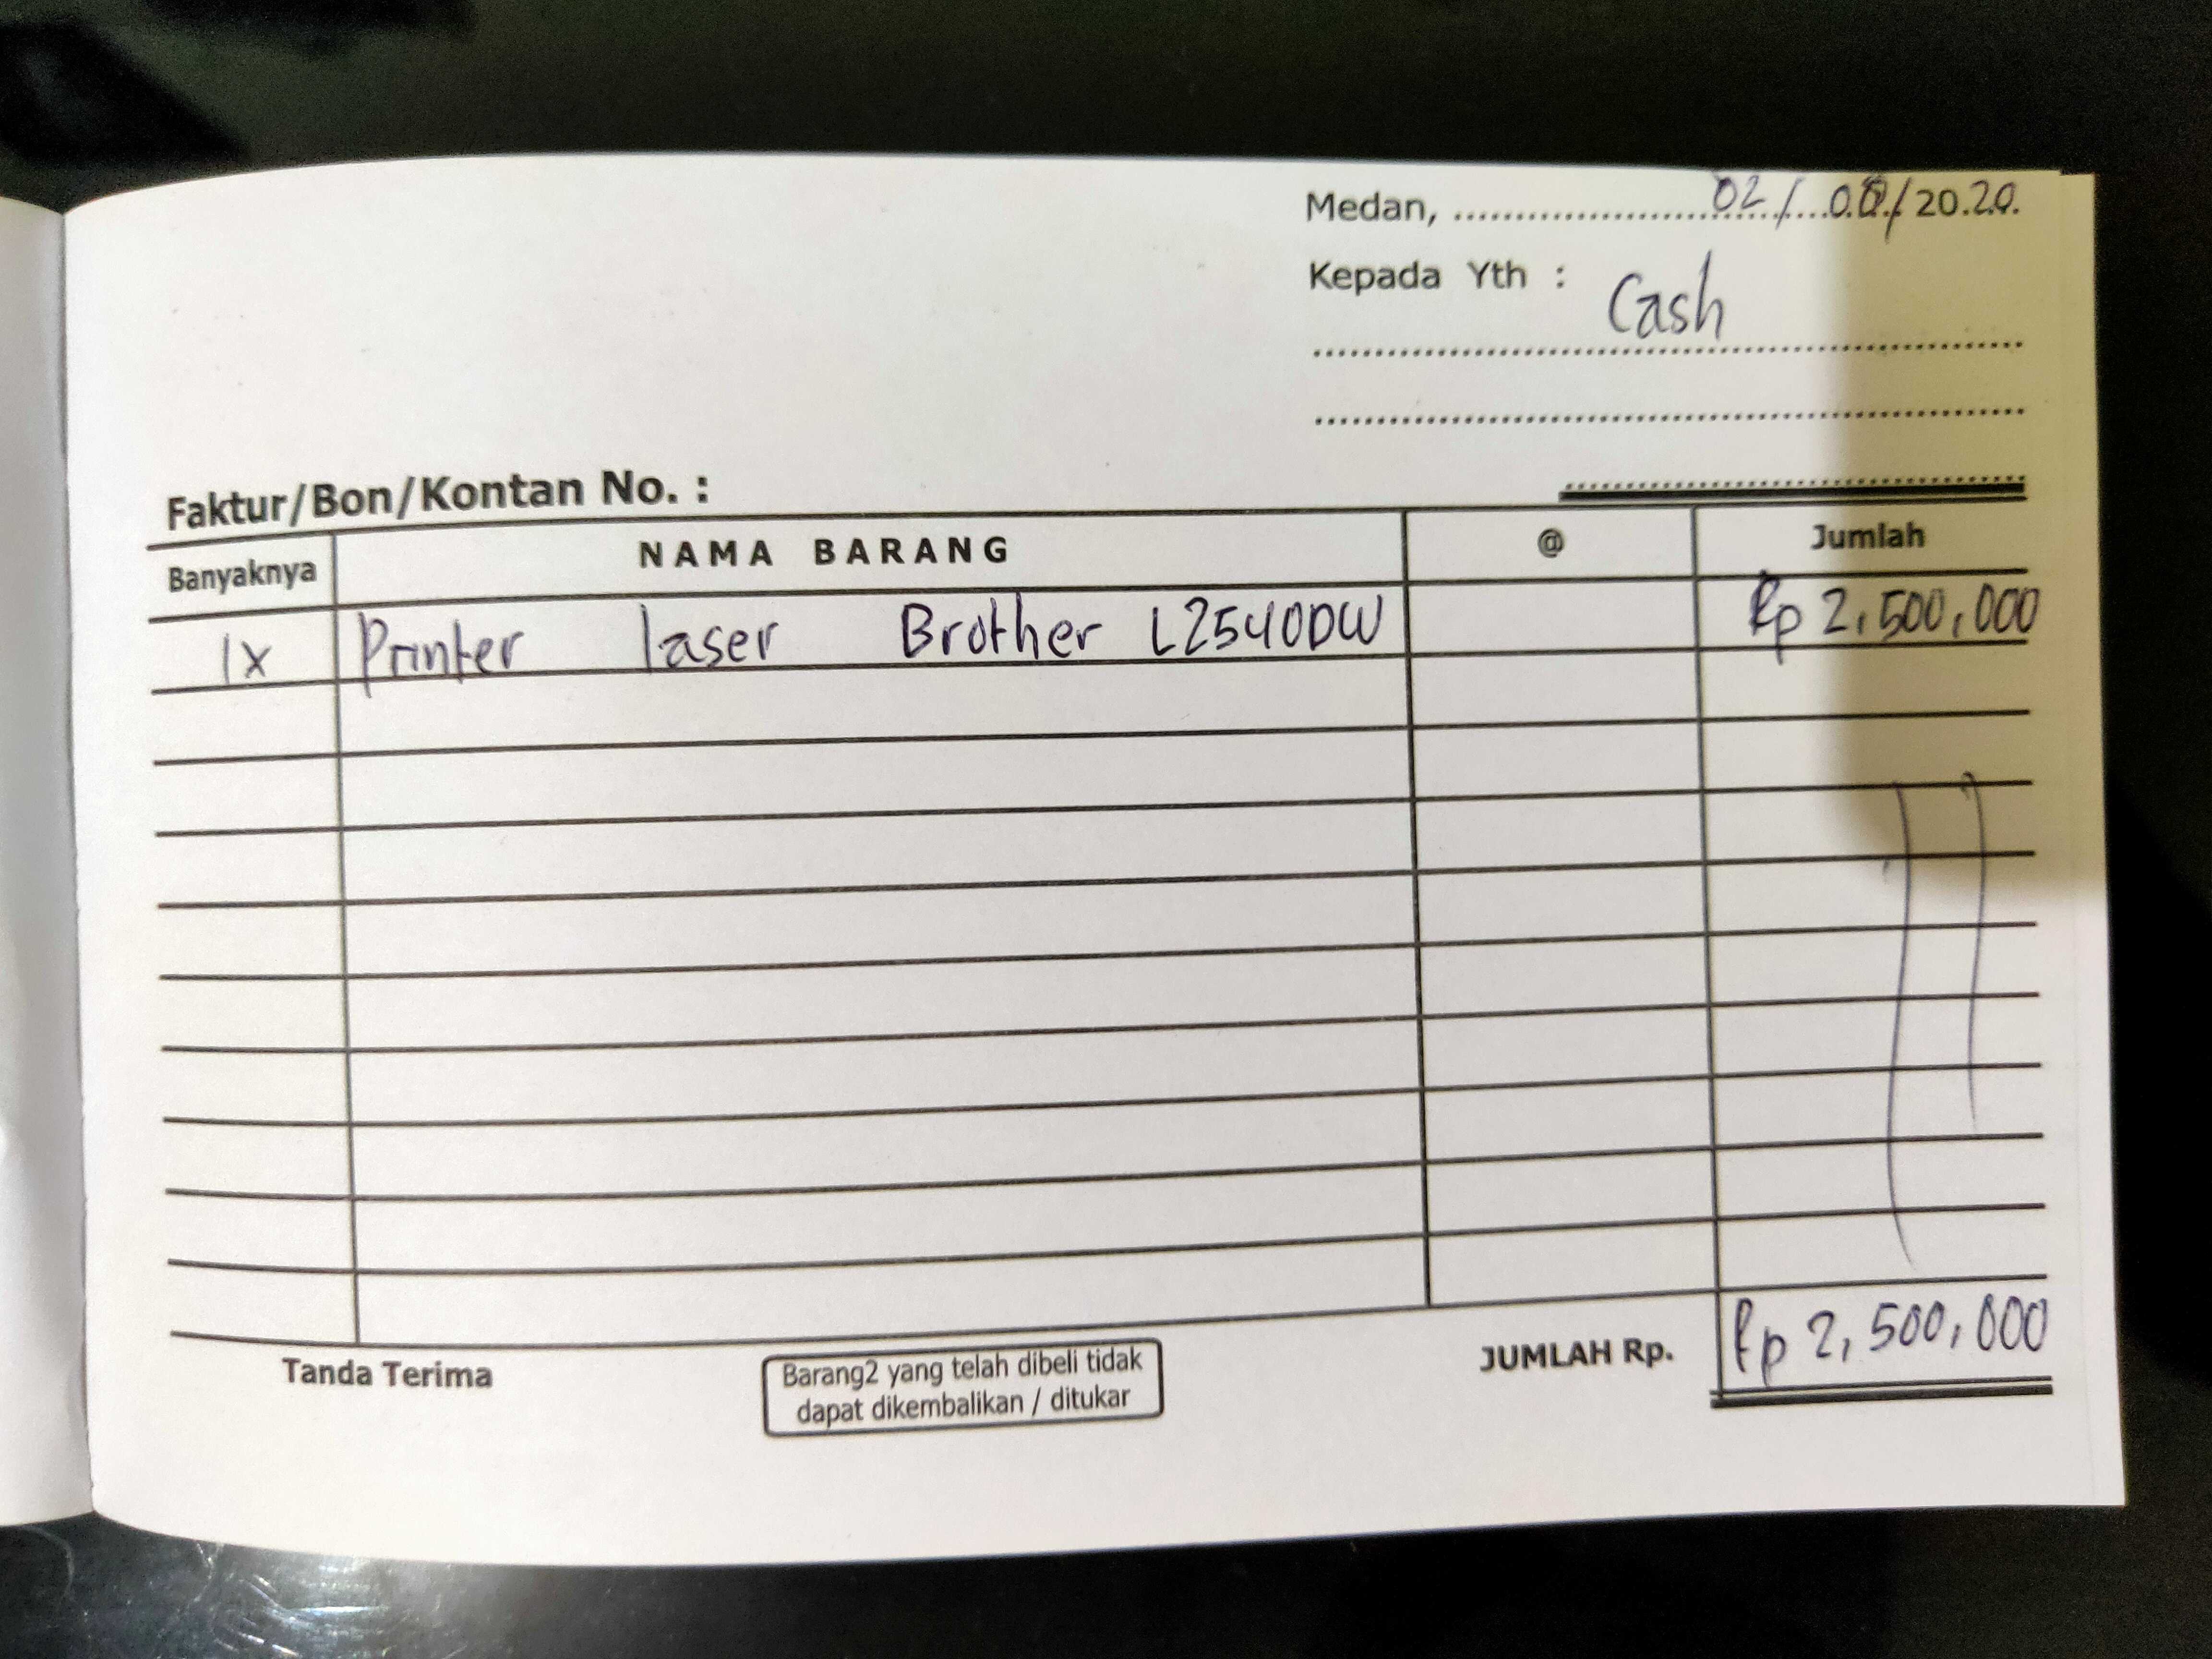 Medan, 02/08/2020
Kepada Yth : Cash
Faktur/Bon/Kontan No. :
Banyaknya NAMA BARANG @ Jumlah
1x Printer laser Brother L2540DW Rp 2,500,000
Tanda Terima Barang2 yang telah dibeli tidak JUMLAH Rp. Rp 2,500,000
dapat dikembalikan / ditukar